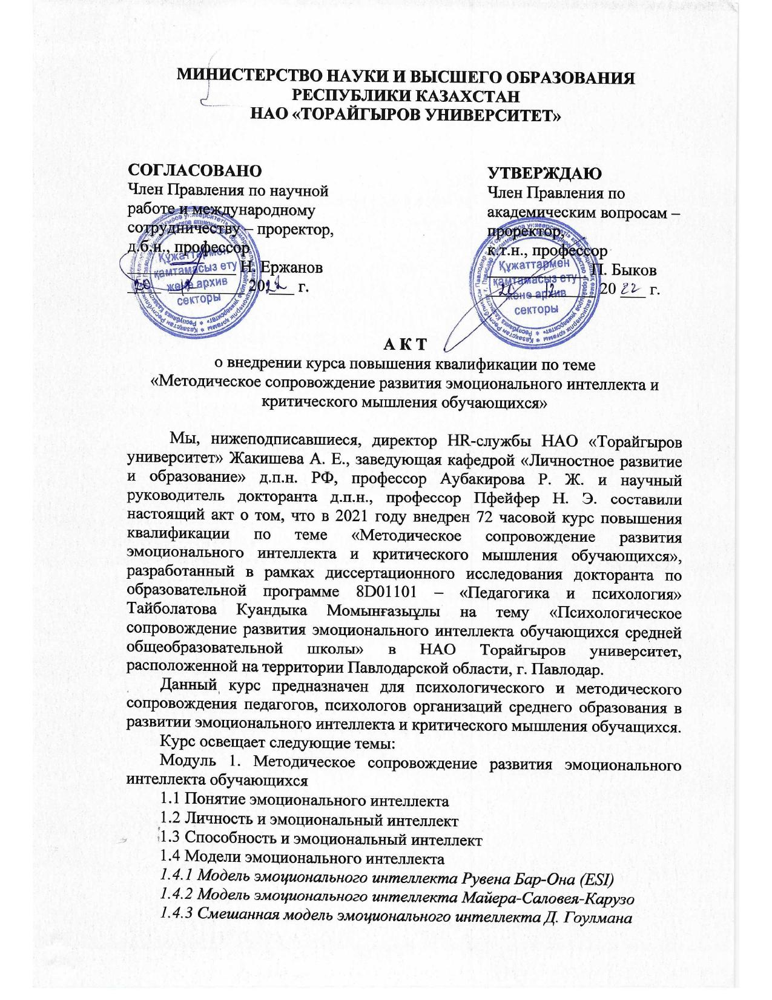 МИНИСТЕРСТВО НАУКИ И ВЫСШЕГО ОБРАЗОВАНИЯ
РЕСПУБЛИКИ КАЗАХСТАН
НАО «ТОРАЙГЫРОВ УНИВЕРСИТЕТ»
СОГЛАСОВАНО
Член Правления по научной
работе и международному
сотрудничеству – проректор,
д.б.н., профессор
Н. Ержанов
20 2022 г.
УТВЕРЖДАЮ
Член Правления по
академическим вопросам –
проректор,
к.т.н., профессор
П. Быков
20 12 20 22 г.
Құжаттармен
қамтамасыз ету
және архив
секторы
Құжаттармен
қамтамасыз ету
және архив
секторы
А К Т
о внедрении курса повышения квалификации по теме
«Методическое сопровождение развития эмоционального интеллекта и
критического мышления обучающихся»
Мы, нижеподписавшиеся, директор HR-службы НАО «Торайгыров
университет» Жакишева А. Е., заведующая кафедрой «Личностное развитие
и образование» д.п.н. РФ, профессор Аубакирова Р. Ж. и научный
руководитель докторанта д.п.н., профессор Пфейфер Н. Э. составили
настоящий акт о том, что в 2021 году внедрен 72 часовой курс повышения
квалификации по теме «Методическое сопровождение развития
эмоционального интеллекта и критического мышления обучающихся»,
разработанный в рамках диссертационного исследования докторанта по
образовательной программе 8D01101 – «Педагогика и психология»
Тайболатова Куандыка Момынғазыұлы на тему «Психологическое
сопровождение развития эмоционального интеллекта обучающихся средней
общеобразовательной школы» в НАО Торайгыров университет,
расположенной на территории Павлодарской области, г. Павлодар.
Данный курс предназначен для психологического и методического
сопровождения педагогов, психологов организаций среднего образования в
развитии эмоционального интеллекта и критического мышления обучащихся.
Курс освещает следующие темы:
Модуль 1. Методическое сопровождение развития эмоционального
интеллекта обучающихся
1.1 Понятие эмоционального интеллекта
1.2 Личность и эмоциональный интеллект
1.3 Способность и эмоциональный интеллект
1.4 Модели эмоционального интеллекта
1.4.1 Модель эмоционального интеллекта Рувена Бар-Она (ESI)
1.4.2 Модель эмоционального интеллекта Майера-Саловея-Карузо
1.4.3 Смешанная модель эмоционального интеллекта Д. Гоулмана